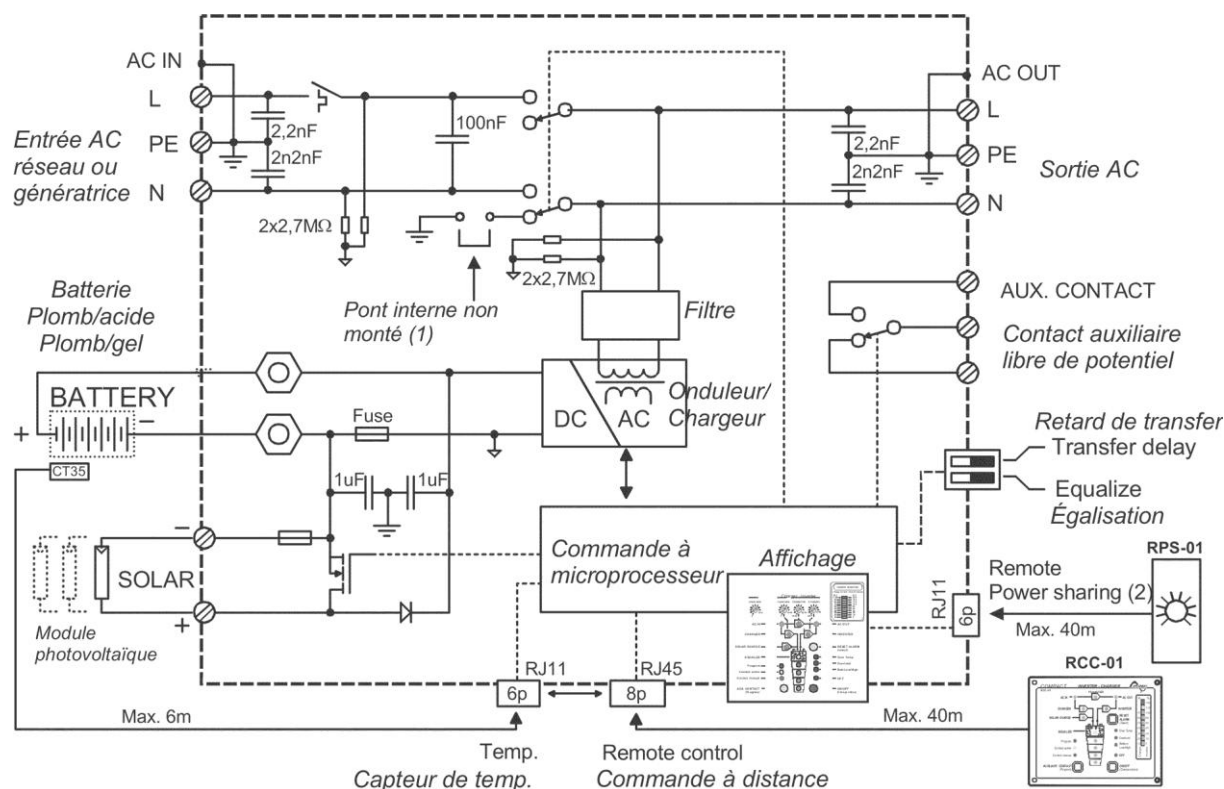 AC IN
L
PE
N
Entrée AC
réseau ou
génératrice
2,2nF
2n2nF
100nF
2x2,7MΩ
Pont interne non
monté (1)
2x2,7MΩ
Filtre
AC OUT
L
PE
N
2,2nF
2n2nF
Sortie AC
AUX. CONTACT
Contact auxiliaire
libre de potentiel
Batterie
Plomb/acide
Plomb/gel
BATTERY
+
−
CT35
Fuse
DC
AC
Onduleur/
Chargeur
1uF
1uF
Retard de transfer
Transfer delay
Equalize
Égalisation
−
SOLAR
+
Module
photovoltaïque
Commande à
microprocesseur
Affichage
RPS-01
Remote
Power sharing (2)
RJ11
6p
Max. 40m
RCC-01
RJ11
6p
RJ45
8p
Max. 6m
Max. 40m
Temp.
Capteur de temp.
Remote control
Commande à distance